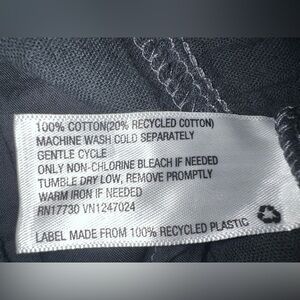 100% COTTON(20% RECYCLED COTTON)
MACHINE WASH COLD SEPARATELY
GENTLE CYCLE
ONLY NON-CHLORINE BLEACH IF NEEDED
TUMBLE DRY LOW, REMOVE PROMPTLY
WARM IRON IF NEEDED
RN17730 VN1247024
LABEL MADE FROM 100% RECYCLED PLASTIC